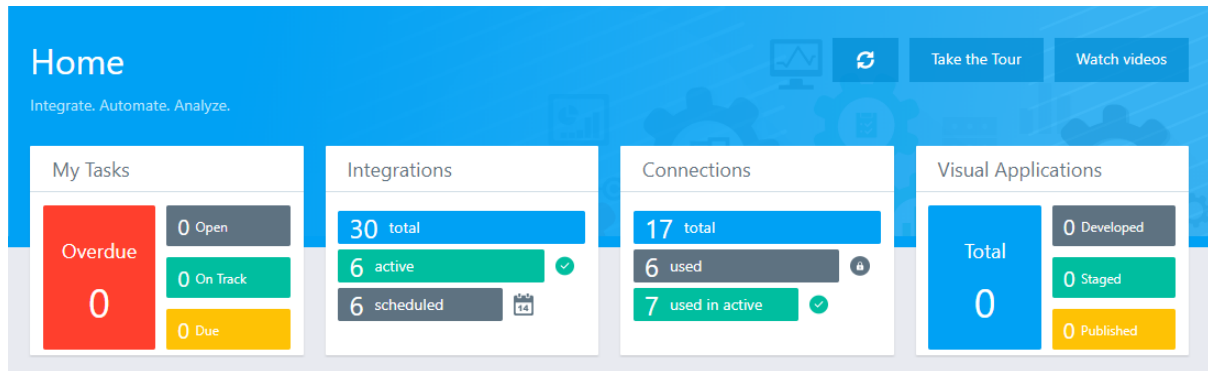 Home
Take the Tour
Watch videos
Integrate. Automate. Analyze.
My Tasks
Overdue
0
0 Open
0 On Track
0 Due
Integrations
30 total
6 active
6 scheduled
14
Connections
17 total
6 used
7 used in active
Visual Applications
Total
0
0 Developed
0 Staged
0 Published